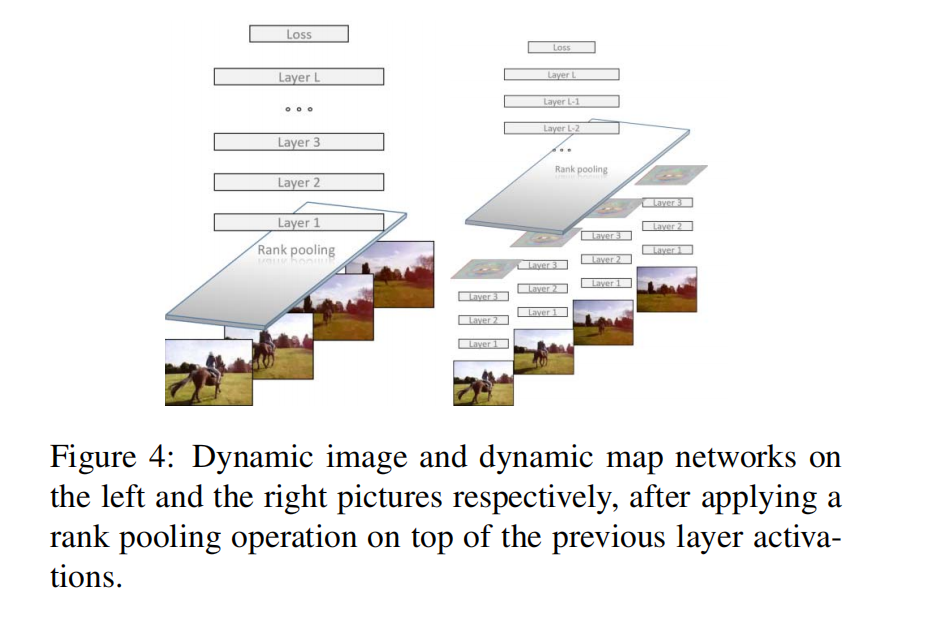 Loss
Layer L
Layer 3
Layer 2
Layer 1
Rank pooling
Loss
Layer L
Layer L-1
Layer L-2
Rank pooling
Layer 3
Layer 2
Layer 1
Layer 3
Layer 2
Layer 1
Layer 3
Layer 2
Layer 1
Layer 3
Layer 2
Layer 1
Figure 4: Dynamic image and dynamic map networks on
the left and the right pictures respectively, after applying a
rank pooling operation on top of the previous layer activa-
tions.